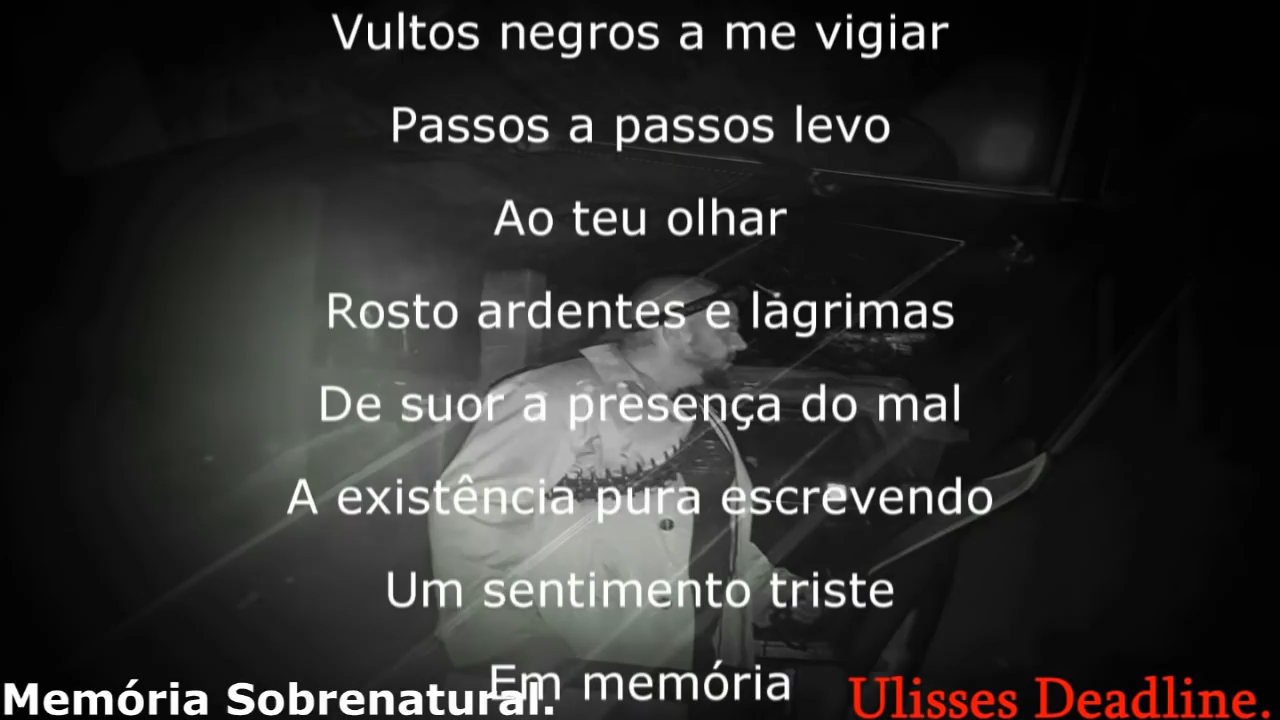 Vultos negros a me vigiar
Passos a passos levo
Ao teu olhar
Rosto ardentes e lágrimas
De suor a presença do mal
A existência pura escrevendo
Um sentimento triste
Em memória
Memória Sobrenatural.
Ulisses Deadline.